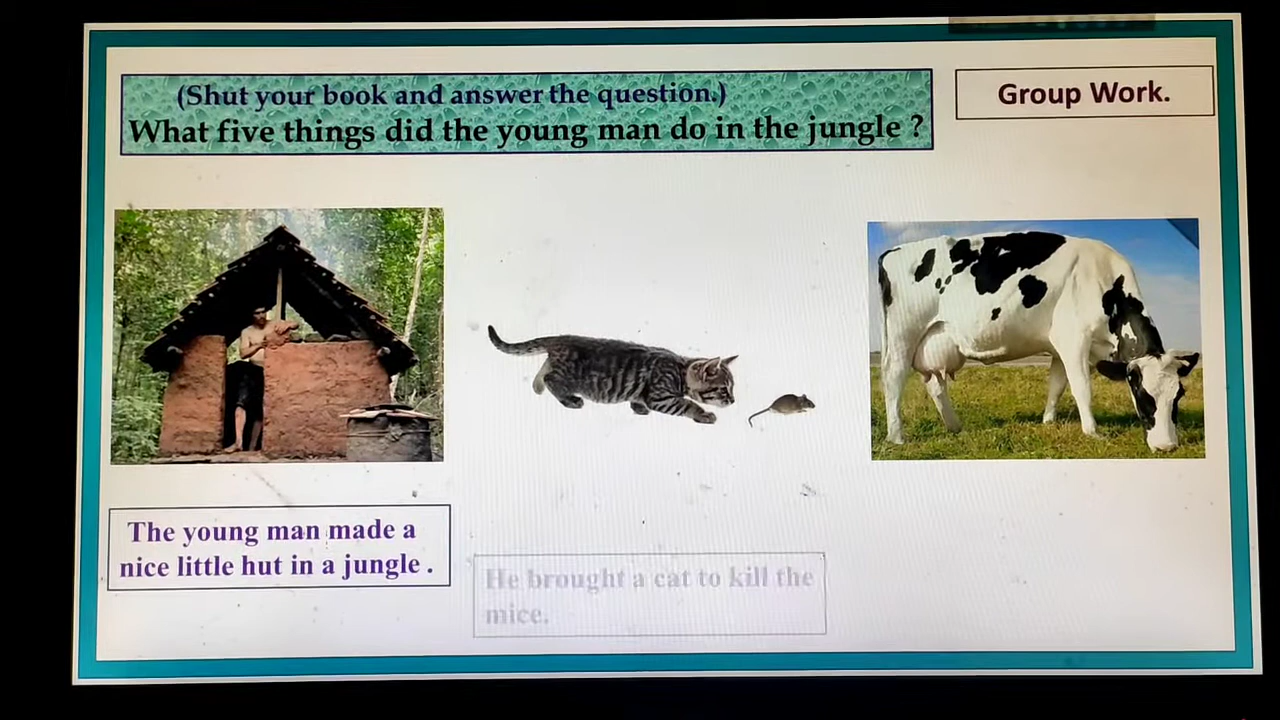 (Shut your book and answer the question.)
What five things did the young man do in the jungle ?
Group Work.
The young man made a
nice little hut in a jungle .
He brought a cat to kill the
mice.